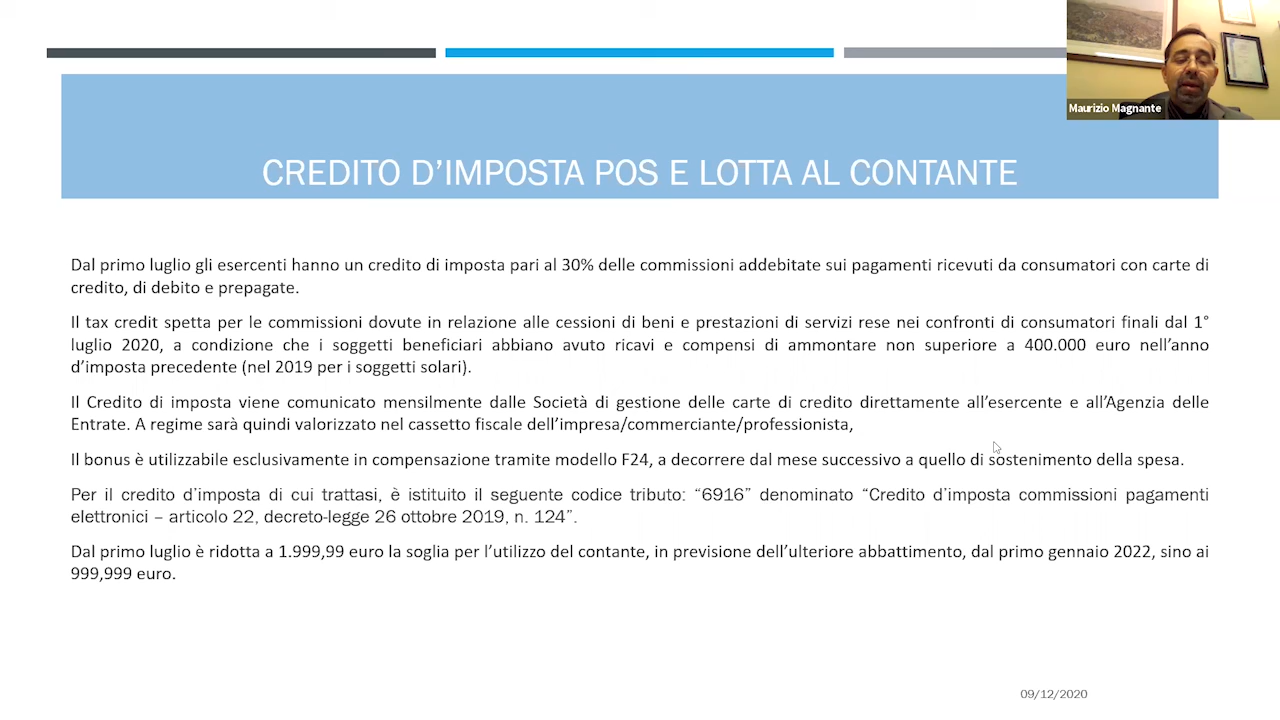 Maurizio Magnante
CREDITO D’IMPOSTA POS E LOTTA AL CONTANTE
Dal primo luglio gli esercenti hanno un credito di imposta pari al 30% delle commissioni addebitate sui pagamenti ricevuti da consumatori con carte di
credito, di debito e prepagate.
Il tax credit spetta per le commissioni dovute in relazione alle cessioni di beni e prestazioni di servizi rese nei confronti di consumatori finali dal 1°
luglio 2020, a condizione che i soggetti beneficiari abbiano avuto ricavi e compensi di ammontare non superiore a 400.000 euro nell’anno
d’imposta precedente (nel 2019 per i soggetti solari).
Il Credito di imposta viene comunicato mensilmente dalle Società di gestione delle carte di credito direttamente all’esercente e all’Agenzia delle
Entrate. A regime sarà quindi valorizzato nel cassetto fiscale dell’impresa/commerciante/professionista,
Il bonus è utilizzabile esclusivamente in compensazione tramite modello F24, a decorrere dal mese successivo a quello di sostenimento della spesa.
Per il credito d’imposta di cui trattasi, è istituito il seguente codice tributo: “6916” denominato “Credito d’imposta commissioni pagamenti
elettronici – articolo 22, decreto-legge 26 ottobre 2019, n. 124”.
Dal primo luglio è ridotta a 1.999,99 euro la soglia per l’utilizzo del contante, in previsione dell’ulteriore abbattimento, dal primo gennaio 2022, sino ai
999,999 euro.
09/12/2020